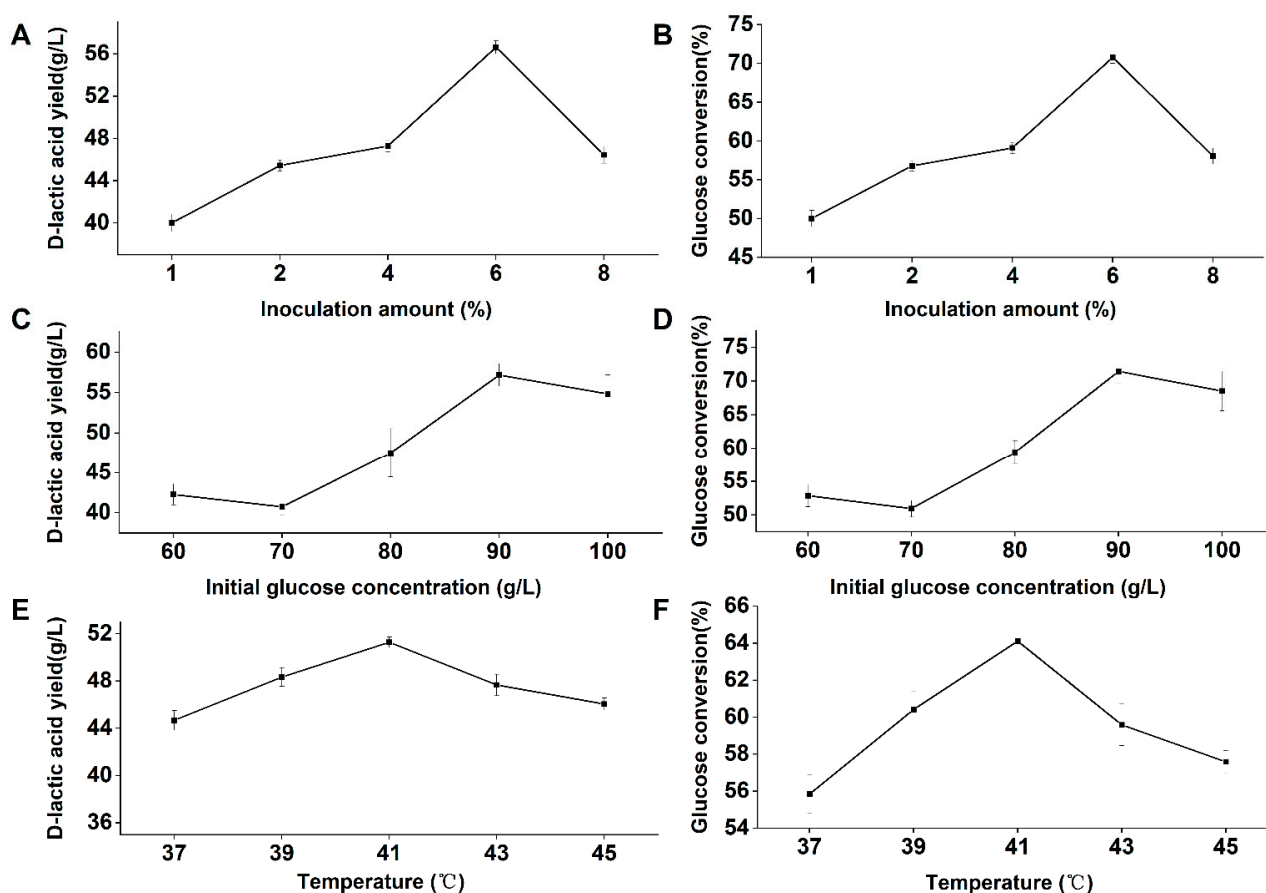 A
D-lactic acid yield(g/L)
56
52
48
44
40
1 2 4 6 8
Inoculation amount (%)
B
Glucose conversion(%)
75
70
65
60
55
50
45
1 2 4 6 8
Inoculation amount (%)
C
D-lactic acid yield(g/L)
60
55
50
45
40
60 70 80 90 100
Initial glucose concentration (g/L)
D
Glucose conversion(%)
75
70
65
60
55
50
60 70 80 90 100
Initial glucose concentration (g/L)
E
D-lactic acid yield(g/L)
52
48
44
40
36
37 39 41 43 45
Temperature (℃)
F
Glucose conversion(%)
66
64
62
60
58
56
54
37 39 41 43 45
Temperature (℃)